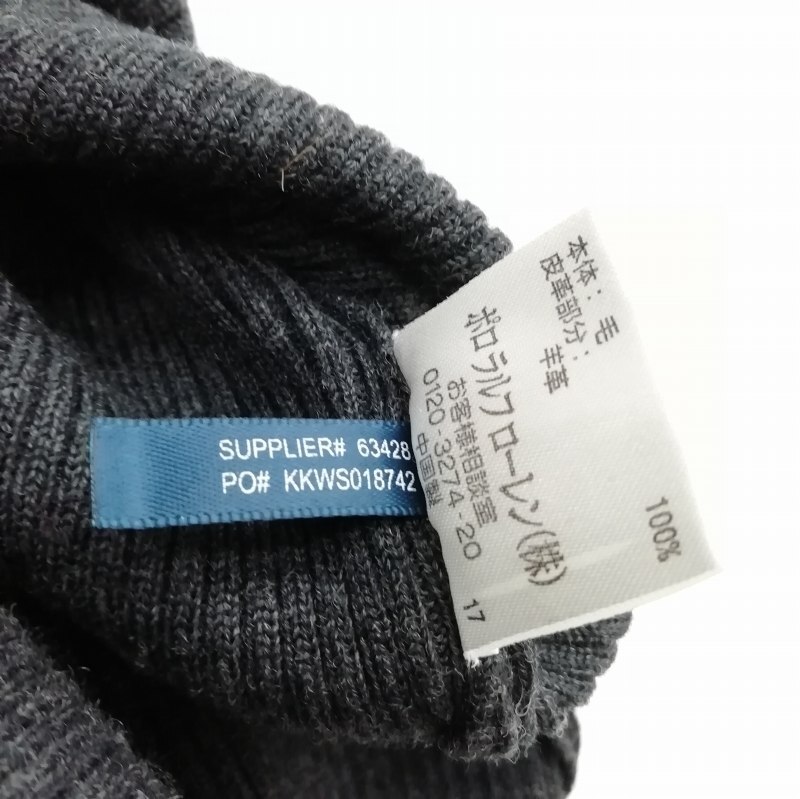 SUPPLIER# 63428
PO# KKWS018742
本体: 毛 100%
皮革部分:
羊革
ポロ ラルフ ローレン(株)
お客様相談室
0120-3274-20
中国製 17